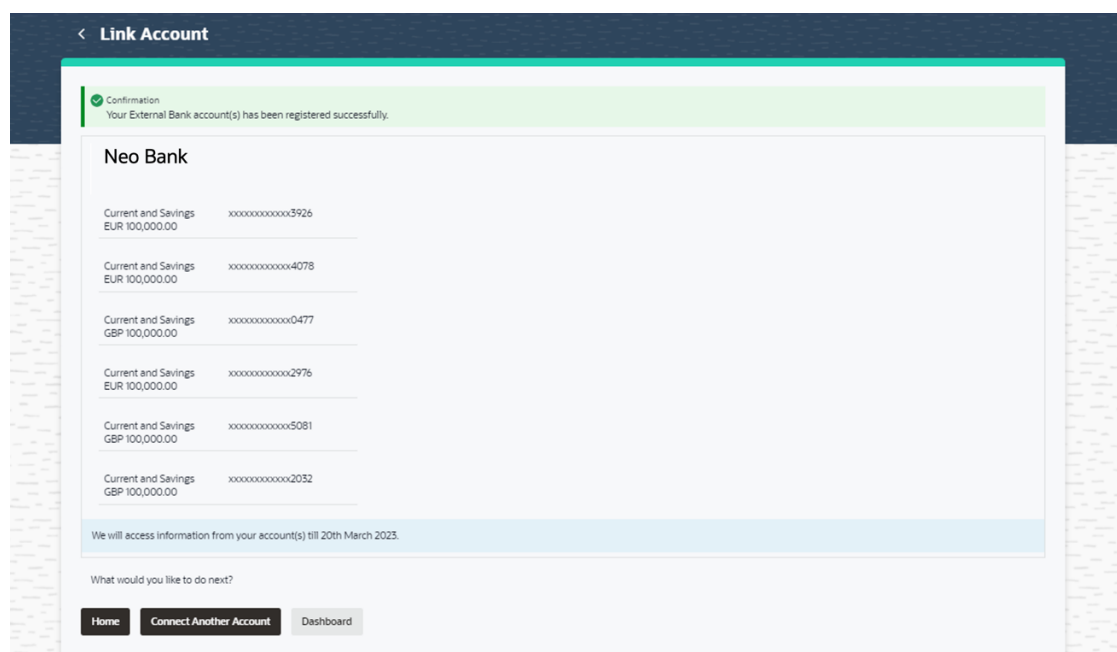 < Link Account
Confirmation
Your External Bank account(s) has been registered successfully.
Neo Bank
Current and Savings xxxxxxxxxxxx3926
EUR 100,000.00
Current and Savings xxxxxxxxxxxx4078
EUR 100,000.00
Current and Savings xxxxxxxxxxxx0477
GBP 100,000.00
Current and Savings xxxxxxxxxxxx2976
EUR 100,000.00
Current and Savings xxxxxxxxxxxx5081
GBP 100,000.00
Current and Savings xxxxxxxxxxxx2032
GBP 100,000.00
We will access information from your account(s) till 20th March 2023.
What would you like to do next?
Home Connect Another Account Dashboard